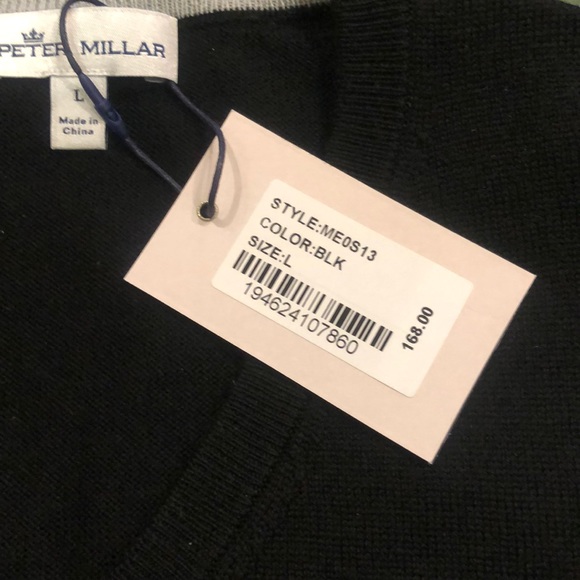 PETER MILLAR
L
Made in
China
STYLE:ME0S13
COLOR:BLK
SIZE:L
194624107860
168.00